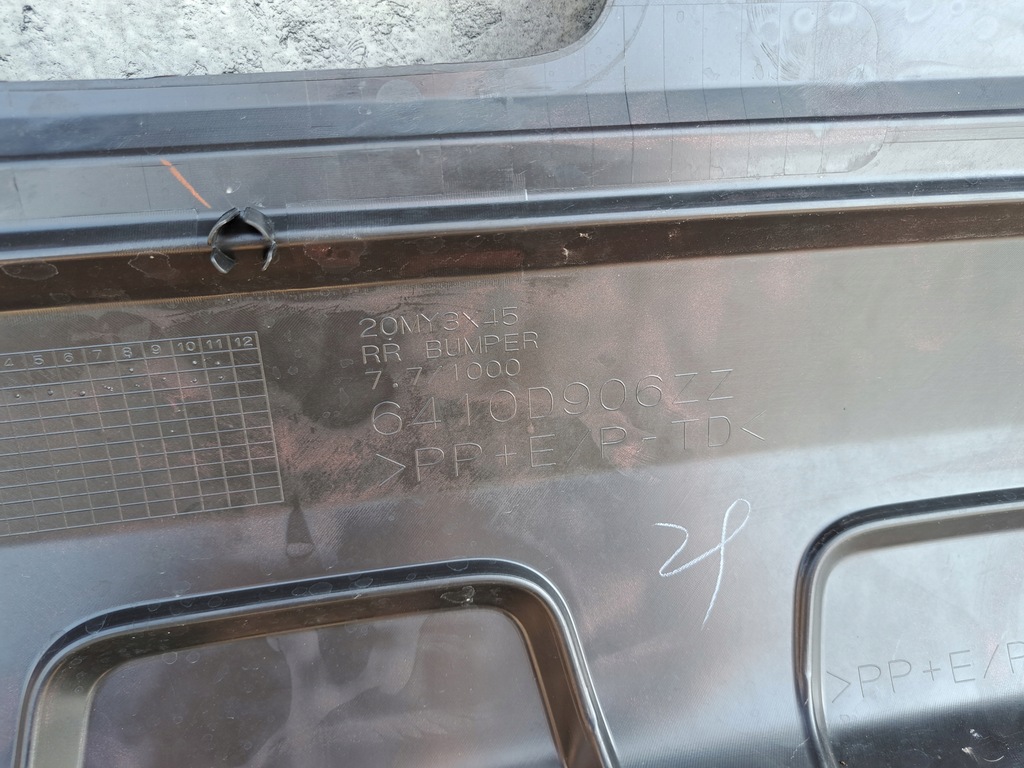 4 5 6 7 8 9 10 11 12
20MY3X45
RR BUMPER
7.7/1000
6410D906ZZ
>PP+E/P-TD<
>PP+E/P